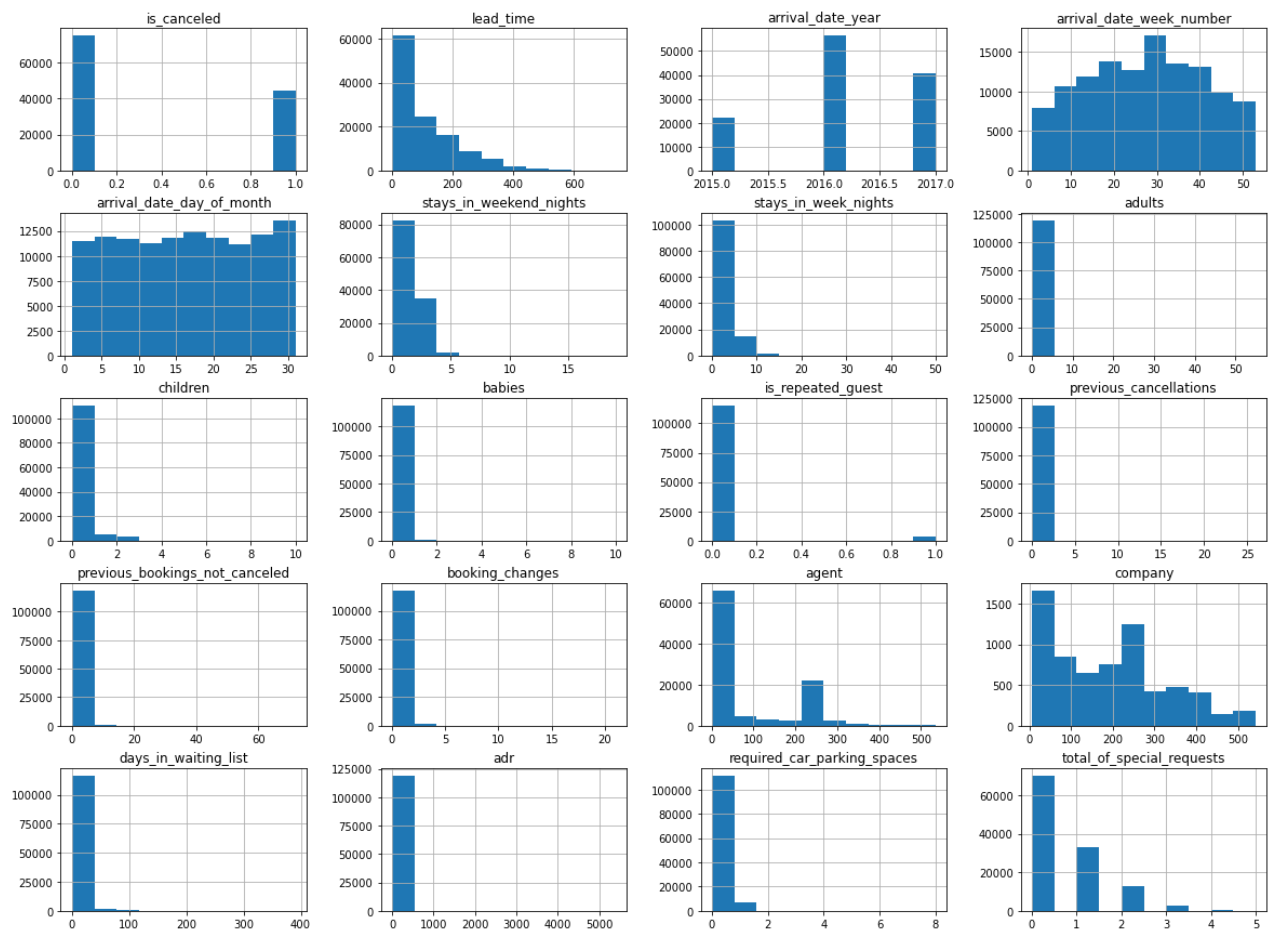 is_canceled
60000
40000
20000
0
0.0 0.2 0.4 0.6 0.8 1.0
lead_time
60000
40000
20000
0
0 200 400 600
arrival_date_year
50000
40000
30000
20000
10000
0
2015.0 2015.5 2016.0 2016.5 2017.0
arrival_date_week_number
15000
10000
5000
0
0 10 20 30 40 50
arrival_date_day_of_month
12500
10000
7500
5000
2500
0
0 5 10 15 20 25 30
stays_in_weekend_nights
80000
60000
40000
20000
0
0 5 10 15
stays_in_week_nights
100000
80000
60000
40000
20000
0
0 10 20 30 40 50
adults
125000
100000
75000
50000
25000
0
0 10 20 30 40 50
children
100000
80000
60000
40000
20000
0
0 2 4 6 8 10
babies
100000
75000
50000
25000
0
0 2 4 6 8 10
is_repeated_guest
100000
75000
50000
25000
0
0.0 0.2 0.4 0.6 0.8 1.0
previous_cancellations
125000
100000
75000
50000
25000
0
0 5 10 15 20 25
previous_bookings_not_canceled
100000
75000
50000
25000
0
0 20 40 60
booking_changes
100000
75000
50000
25000
0
0 5 10 15 20
agent
60000
40000
20000
0
0 100 200 300 400 500
company
1500
1000
500
0
0 100 200 300 400 500
days_in_waiting_list
100000
75000
50000
25000
0
0 100 200 300 400
adr
125000
100000
75000
50000
25000
0
0 1000 2000 3000 4000 5000
required_car_parking_spaces
100000
80000
60000
40000
20000
0
0 2 4 6 8
total_of_special_requests
60000
40000
20000
0
0 1 2 3 4 5